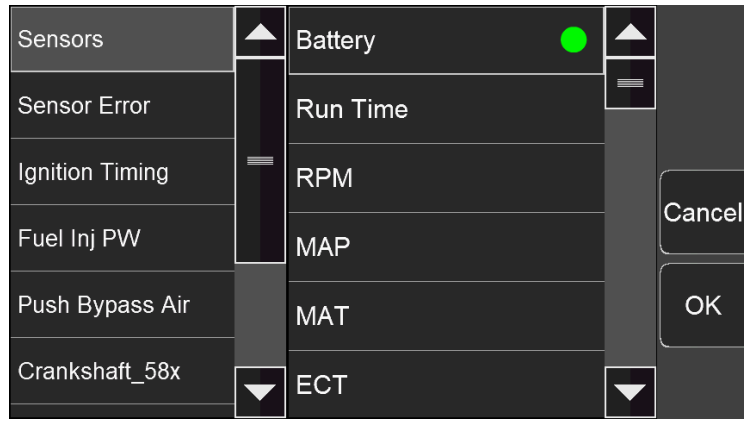 Sensors
Sensor Error
Ignition Timing
Fuel Inj PW
Push Bypass Air
Crankshaft_58x
Battery
Run Time
RPM
MAP
MAT
ECT
Cancel
OK